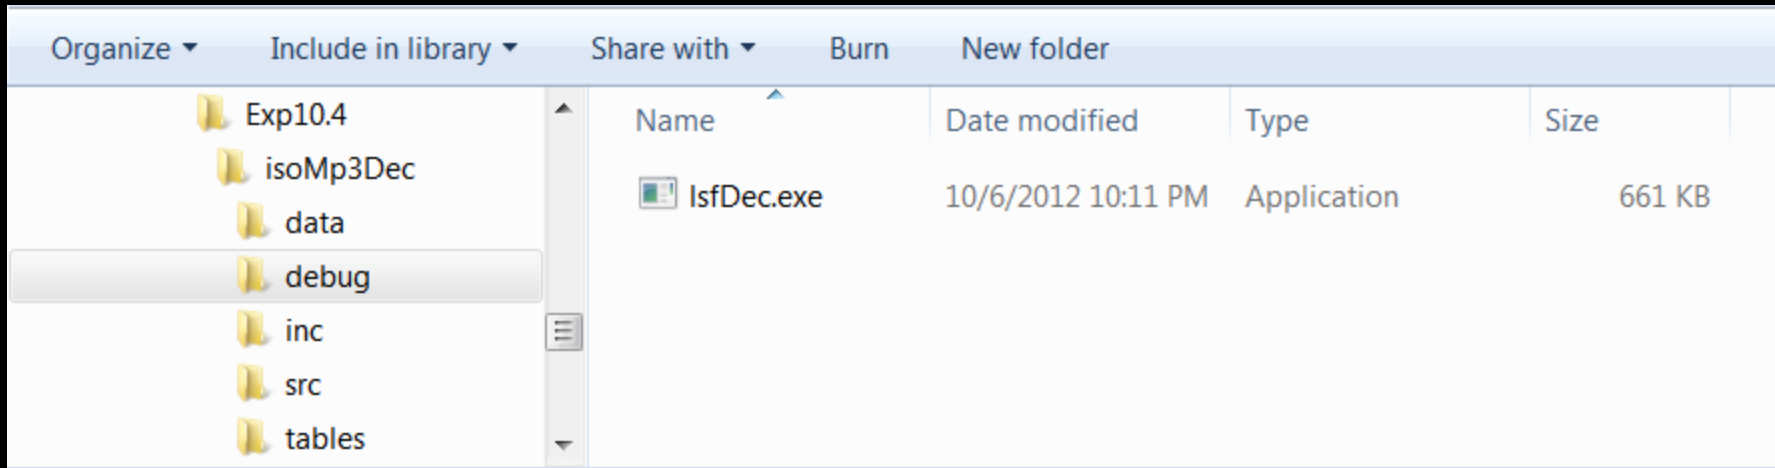 Organize Include in library Share with Burn New folder
Exp10.4
isoMp3Dec
data
debug
inc
src
tables
Name Date modified Type Size
lsfDec.exe 10/6/2012 10:11 PM Application 661 KB